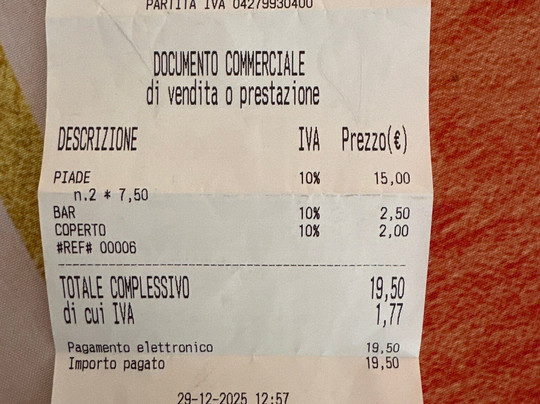 PARTITA IVA 04279930400
DOCUMENTO COMMERCIALE
di vendita o prestazione
DESCRIZIONE IVA Prezzo(€)
PIADE 10% 15,00
n.2 * 7,50
BAR 10% 2,50
COPERTO 10% 2,00
#REF# 00006
TOTALE COMPLESSIVO 19,50
di cui IVA 1,77
Pagamento elettronico 19,50
Importo pagato 19,50
29-12-2025 12:57